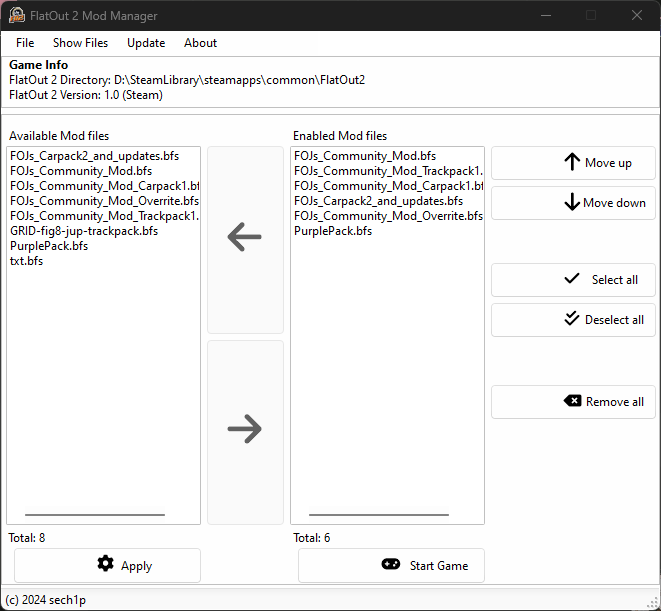 FlatOut 2 Mod Manager
File Show Files Update About
Game Info
FlatOut 2 Directory: D:\SteamLibrary\steamapps\common\FlatOut2
FlatOut 2 Version: 1.0 (Steam)
Available Mod files
FOJs_Carpack2_and_updates.bfs
FOJs_Community_Mod.bfs
FOJs_Community_Mod_Carpack1.bf
FOJs_Community_Mod_Overrite.bfs
FOJs_Community_Mod_Trackpack1.
GRID-fig8-jup-trackpack.bfs
PurplePack.bfs
txt.bfs
Total: 8
Apply
Enabled Mod files
FOJs_Community_Mod.bfs
FOJs_Community_Mod_Trackpack1.
FOJs_Community_Mod_Carpack1.bf
FOJs_Carpack2_and_updates.bfs
FOJs_Community_Mod_Overrite.bfs
PurplePack.bfs
Total: 6
Start Game
Move up
Move down
Select all
Deselect all
Remove all
(c) 2024 sech1p